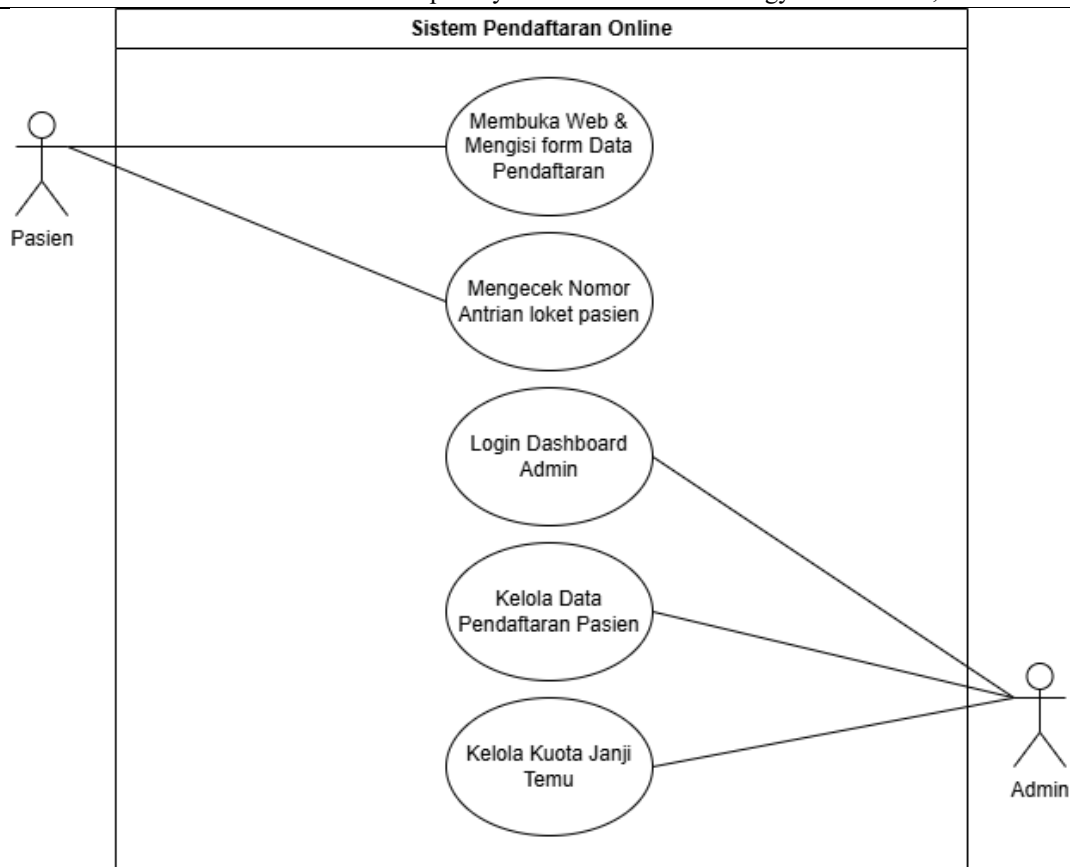 Sistem Pendaftaran Online
Membuka Web &
Mengisi form Data
Pendaftaran
Pasien
Mengecek Nomor
Antrian loket pasien
Login Dashboard
Admin
Kelola Data
Pendaftaran Pasien
Kelola Kuota Janji
Temu
Admin